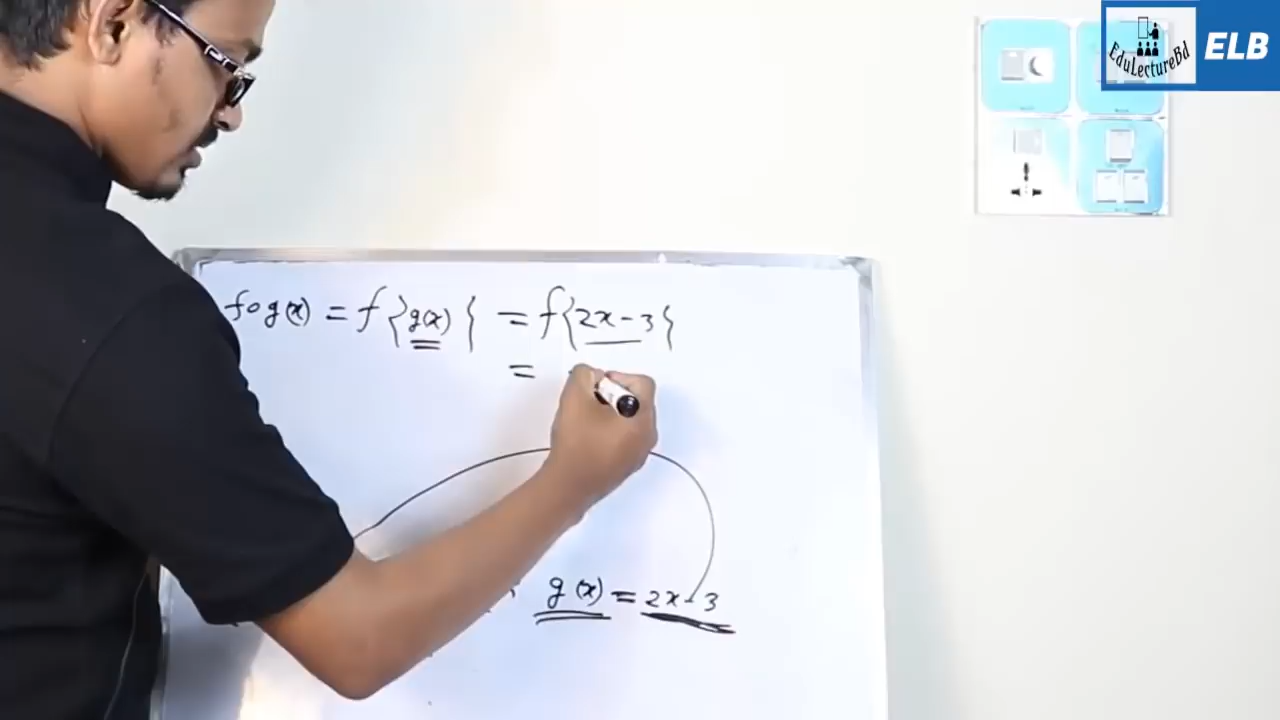 EduLectureBd ELB
fog(x) = f{g(x)} = f{2x-3}
=
g(x) = 2x-3